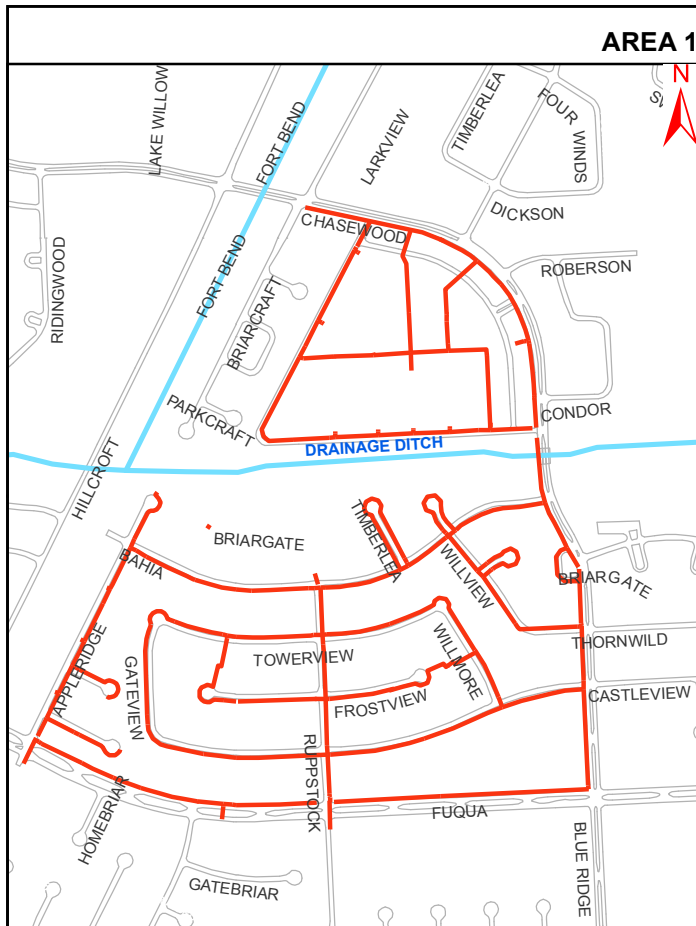 AREA 1
N
LAKE WILLOW
FORT BEND
LARKVIEW
TIMBERLEA
FOUR WINDS
DICKSON
CHASEWOOD
ROBERSON
RIDINGWOOD
FORT BEND
BRIARCRAFT
PARKCRAFT
CONDOR
DRAINAGE DITCH
HILLCROFT
BRIARGATE
TIMBERLEA
WILLVIEW
BRIARGATE
BAHIA
THORNWILD
TOWERVIEW
WILLMORE
CASTLEVIEW
APPLERIDGE
GATEVIEW
FROSTVIEW
RUPPSTOCK
HOMEBRIAR
FUQUA
GATEBRIAR
BLUE RIDGE